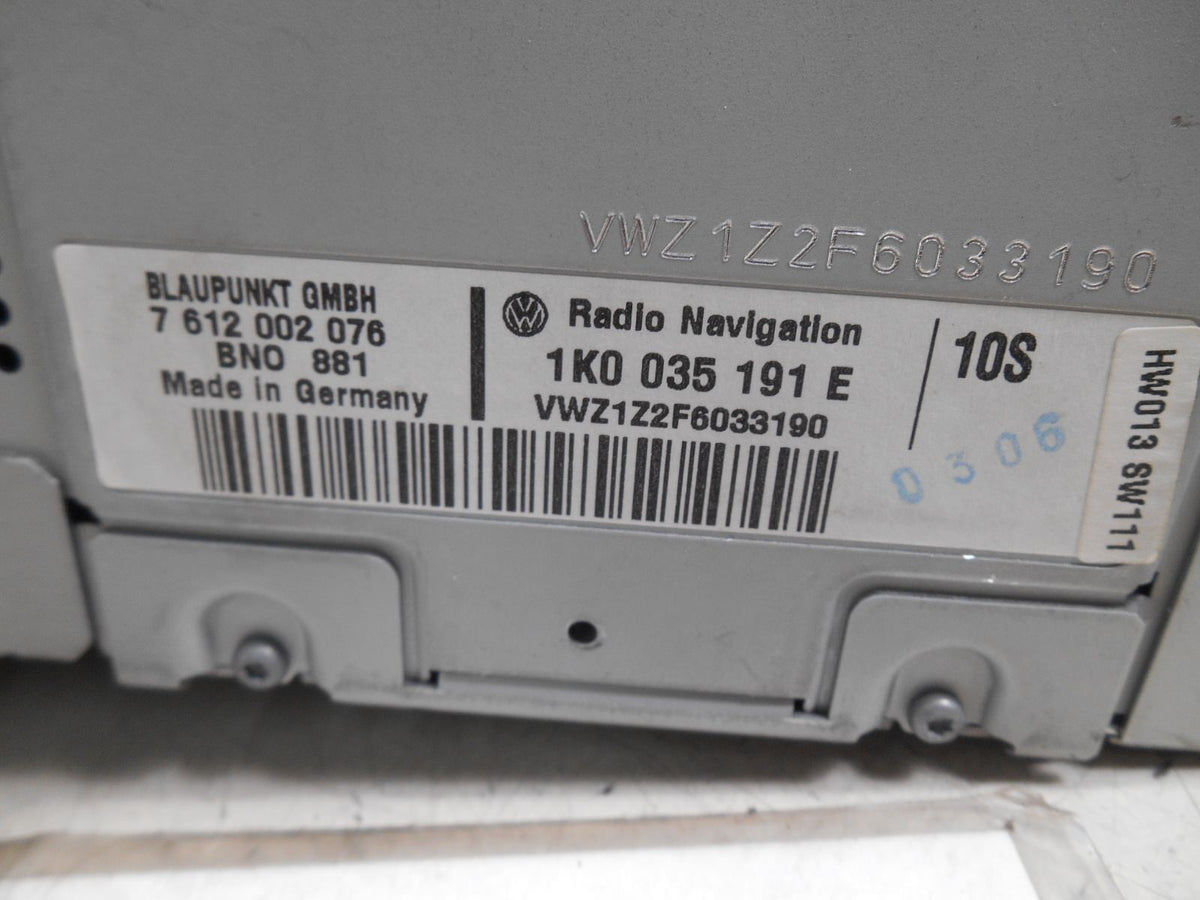 VWZ1Z2F6033190
BLAUPUNKT GMBH
7 612 002 076
BNO 881
Made in Germany
Radio Navigation
1K0 035 191 E
VWZ1Z2F6033190
10S
0306
HW013 SW111